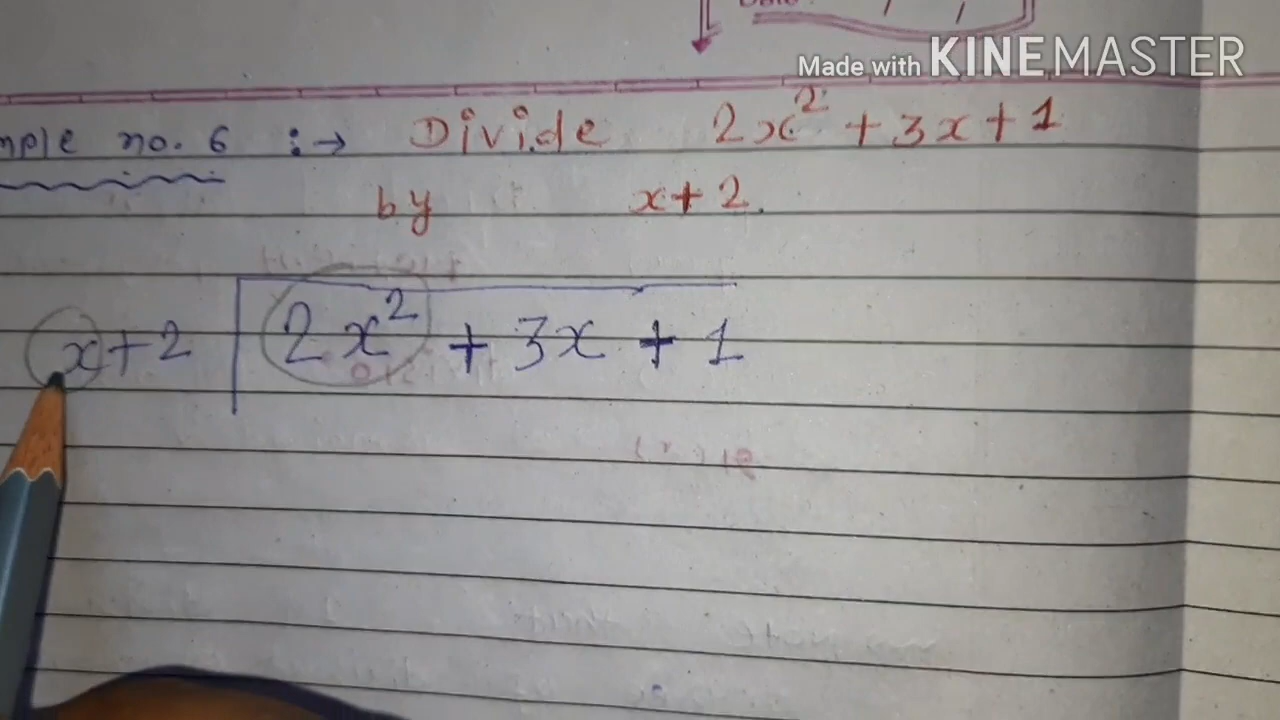 Made with KINEMASTER
mple no. 6 :→ Divide 2x² + 3x + 1
by x + 2.
x + 2 2x² + 3x + 1